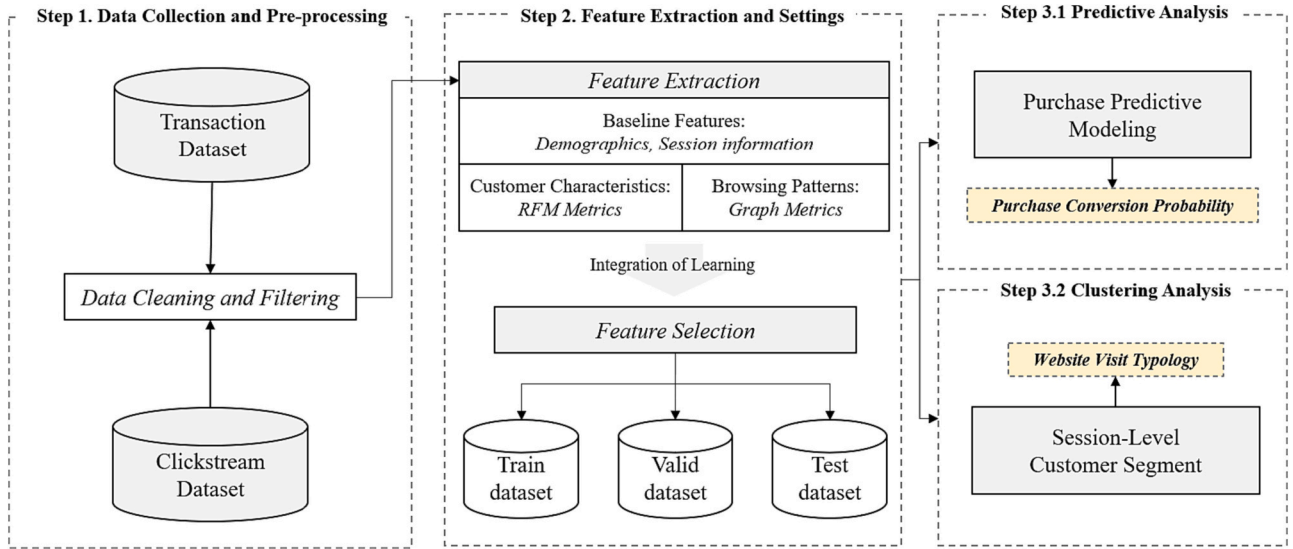 Step 1. Data Collection and Pre-processing
Transaction
Dataset
Data Cleaning and Filtering
Clickstream
Dataset
Step 2. Feature Extraction and Settings
Feature Extraction
Baseline Features:
Demographics, Session information
Customer Characteristics:
RFM Metrics
Browsing Patterns:
Graph Metrics
Integration of Learning
Feature Selection
Train
dataset
Valid
dataset
Test
dataset
Step 3.1 Predictive Analysis
Purchase Predictive
Modeling
Purchase Conversion Probability
Step 3.2 Clustering Analysis
Website Visit Typology
Session-Level
Customer Segment